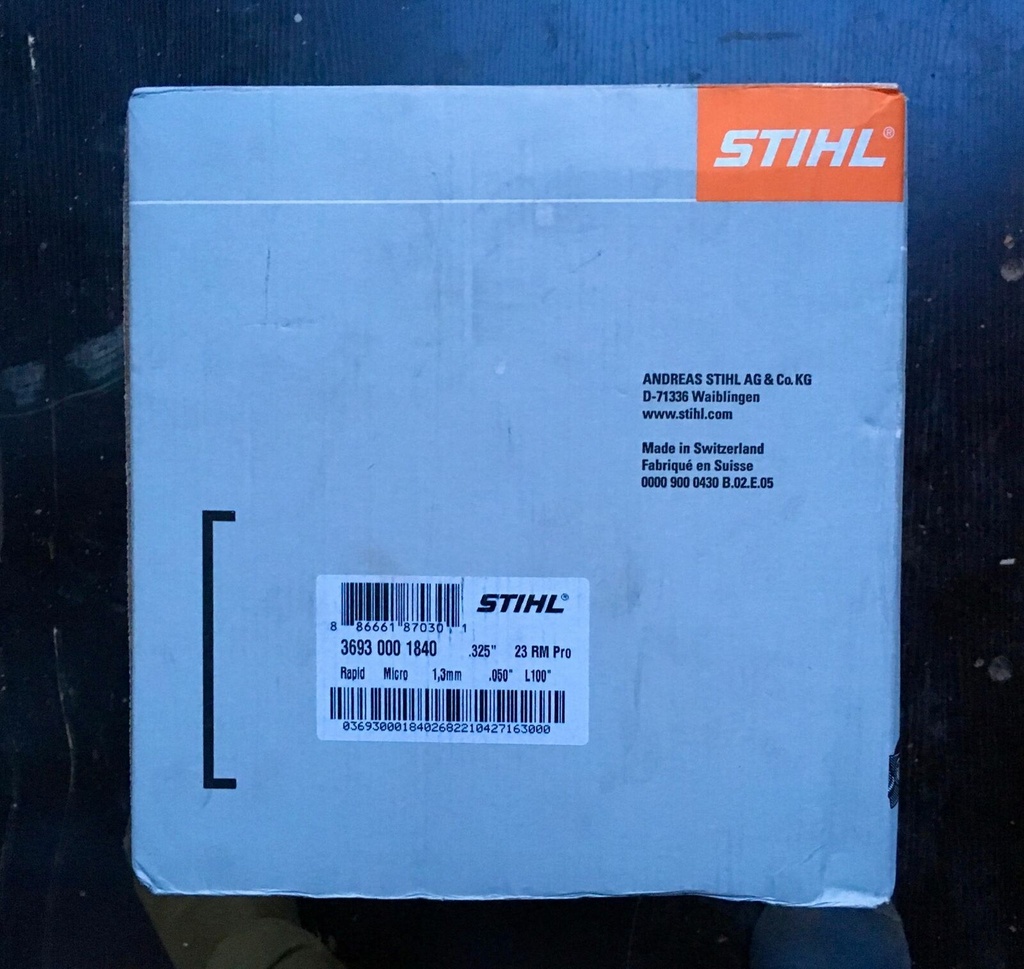 STIHL®
ANDREAS STIHL AG & Co. KG
D-71336 Waiblingen
www.stihl.com
Made in Switzerland
Fabriqué en Suisse
0000 900 0430 B.02.E.05
STIHL®
8 86661 87030 1
3693 000 1840 .325" 23 RM Pro
Rapid Micro 1,3mm .050" L100"
0369300018402682210427163000